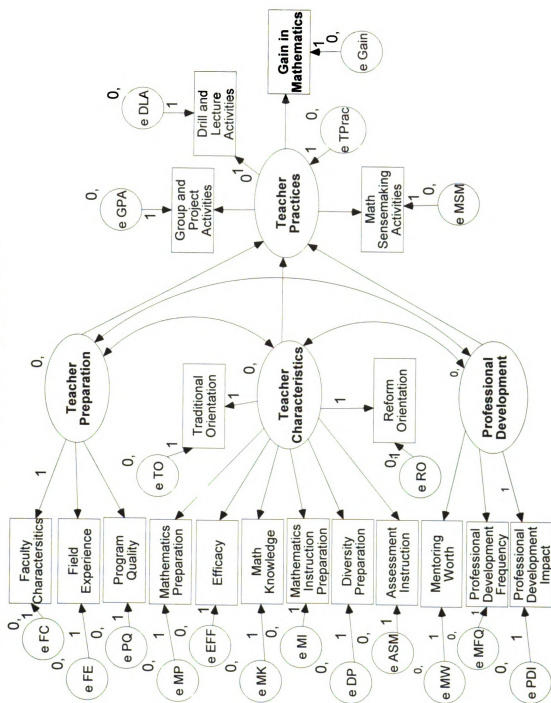 0,
e FC
1
Faculty
Charactersitics
1
0,
e FE
1
Field
Experience
0,
e PQ
1
Program
Quality
0,
e MP
1
Mathematics
Preparation
0,
e EFF
1
Efficacy
0,
e MK
1
Math
Knowledge
0,
e MI
1
Mathematics
Instruction
Preparation
0,
e DP
1
Diversity
Preparation
0,
e ASM
1
Assessment
Instruction
0,
e MW
1
Mentoring
Worth
0,
e MFQ
1
Professional
Development
Frequency
0,
e PDI
1
Professional
Development
Impact
1
0,
Teacher
Preparation
0,
e TO
1
Traditional
Orientation
1
0,
Teacher
Characteristics
1
Reform
Orientation
0,
1
e RO
0,
Professional
Development
0,
e GPA
1
Group and
Project
Activities
0,
e DLA
1
Drill and
Lecture
Activities
0
1
Teacher
Practices
1
0,
e TPrac
Math
Sensemaking
Activities
1
0,
e MSM
Gain in
Mathematics
1
0,
e Gain